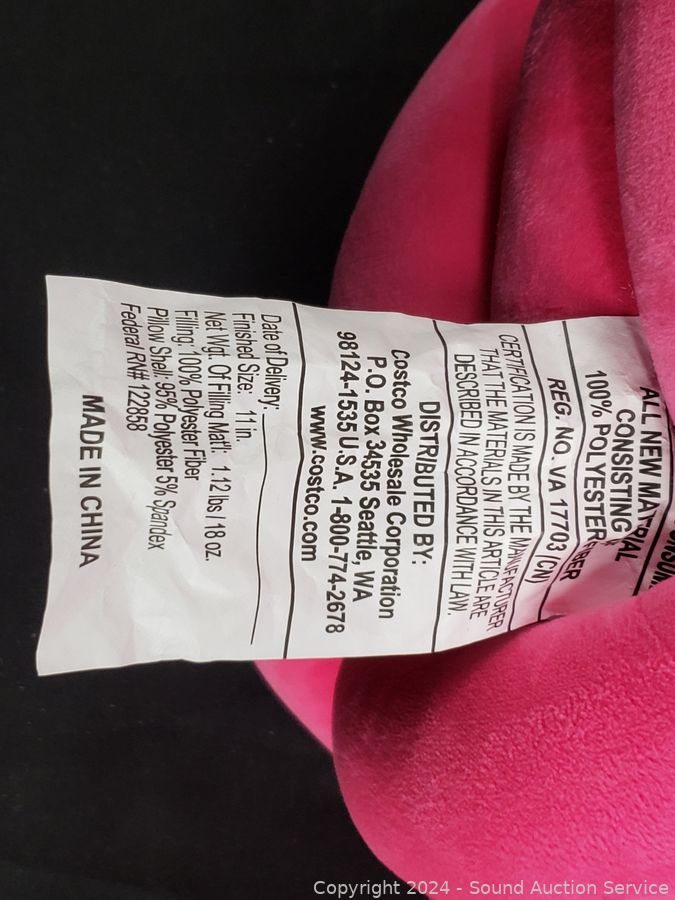 ALL NEW MATERIAL
CONSISTING
100% POLYESTER FIBER
REG. NO. VA 17703 (CN)
CERTIFICATION IS MADE BY THE MANUFACTURER
THAT THE MATERIALS IN THIS ARTICLE ARE
DESCRIBED IN ACCORDANCE WITH LAW.
DISTRIBUTED BY:
Costco Wholesale Corporation
P.O. Box 34535 Seattle, WA
98124-1535 U.S.A. 1-800-774-2678
www.costco.com
Date of Delivery:
Finished Size: 11 in.
Net Wgt. Of Filling Mat'l: 1.12 lbs / 18 oz.
Filling: 100% Polyester Fiber
Pillow Shell: 95% Polyester 5% Spandex
Federal RN# 122858
MADE IN CHINA
Copyright 2024 - Sound Auction Service